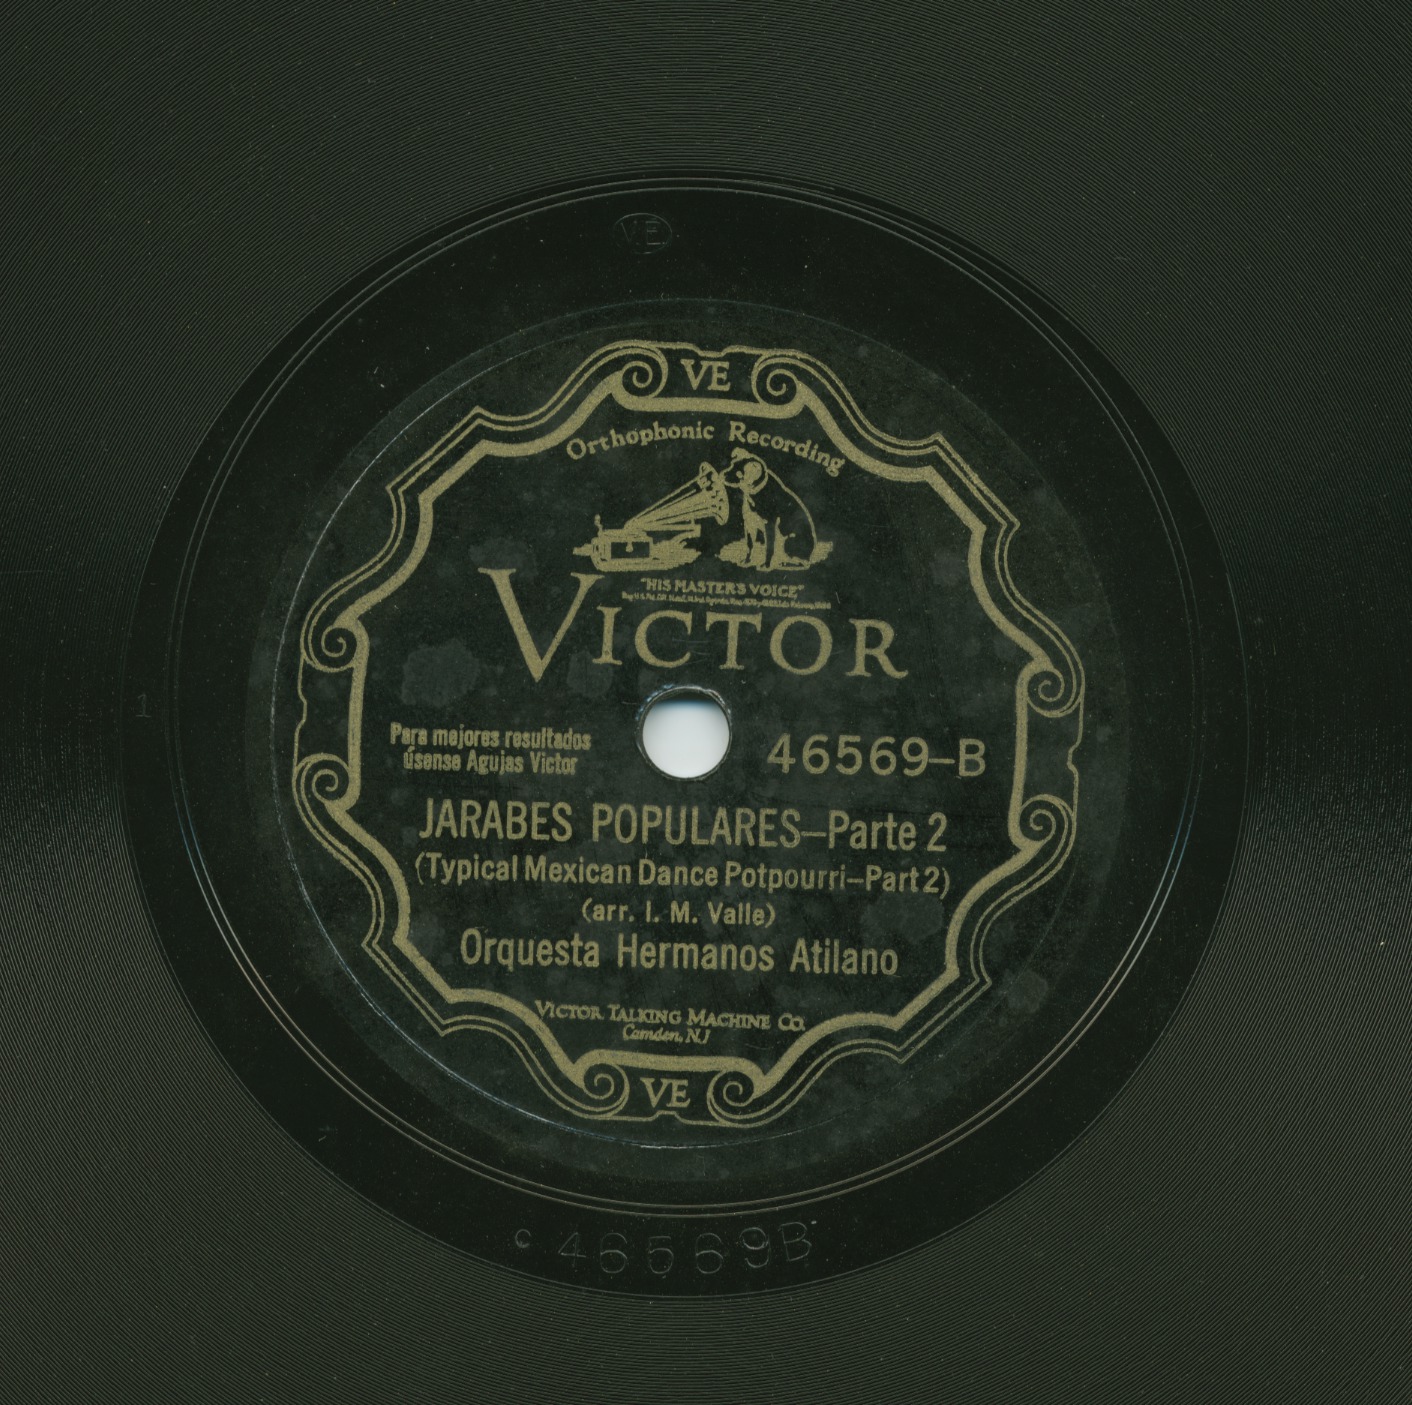 VE
VE
Orthophonic Recording
"HIS MASTER'S VOICE"
VICTOR
Para mejores resultados
úsense Agujas Victor
46569-B
1
JARABES POPULARES—Parte 2
(Typical Mexican Dance Potpourri—Part 2)
(arr. I. M. Valle)
Orquesta Hermanos Atilano
VICTOR TALKING MACHINE CO.
Camden, N.J
VE
c 46569B